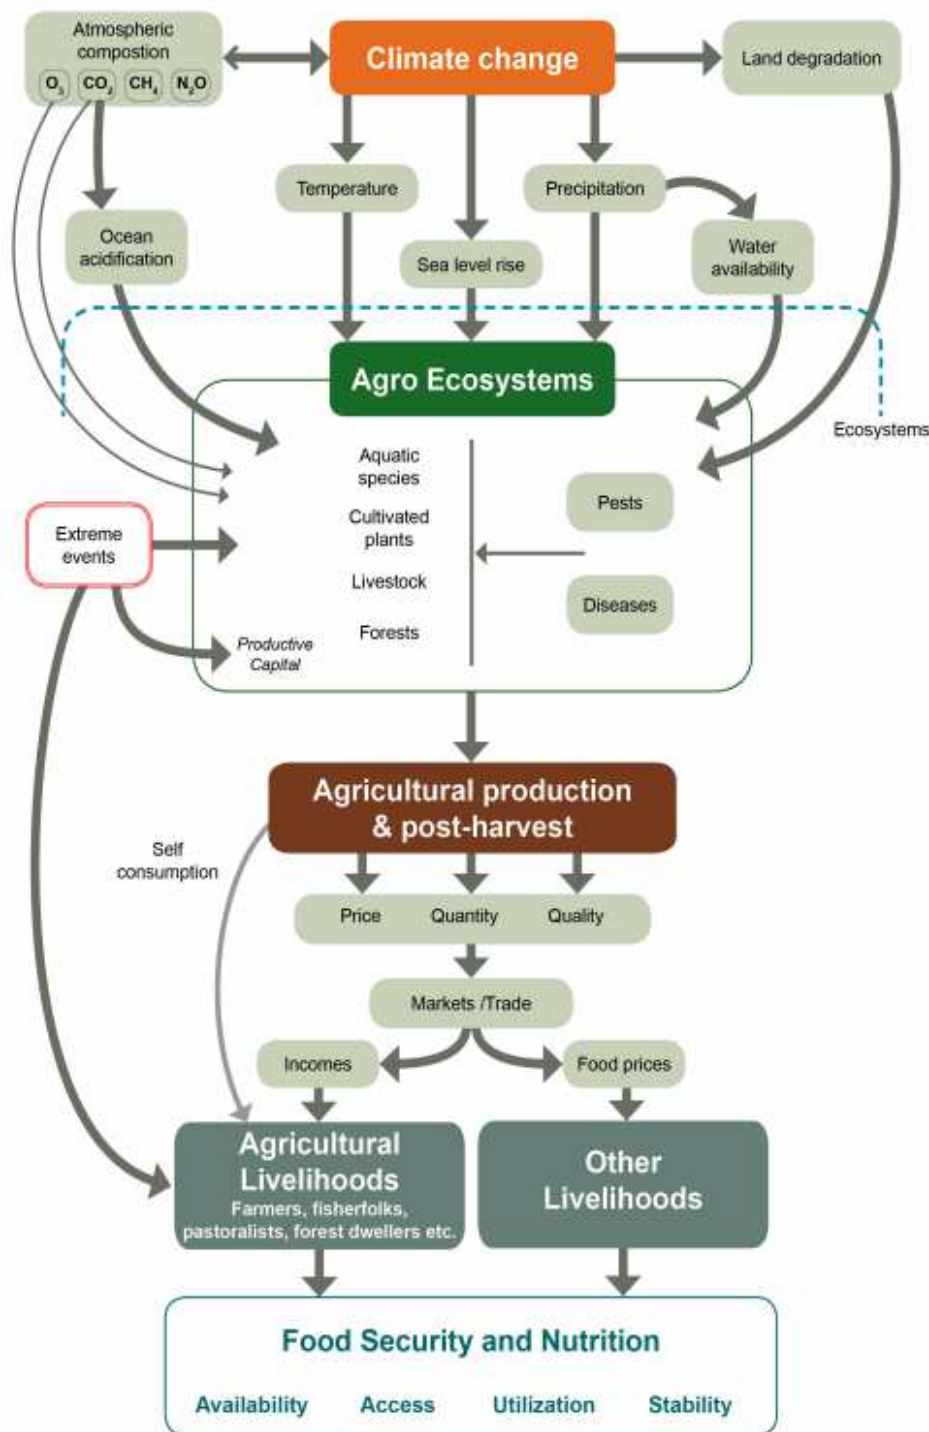 Atmospheric
compostion
O₃ CO₂ CH₄ N₂O
Climate change
Land degradation
Temperature
Precipitation
Ocean
acidification
Sea level rise
Water
availability
Agro Ecosystems
Ecosystems
Aquatic
species
Cultivated
plants
Livestock
Forests
Pests
Diseases
Extreme
events
Productive
Capital
Agricultural production
& post-harvest
Self
consumption
Price Quantity Quality
Markets /Trade
Incomes
Food prices
Agricultural
Livelihoods
Farmers, fisherfolks,
pastoralists, forest dwellers etc.
Other
Livelihoods
Food Security and Nutrition
Availability Access Utilization Stability